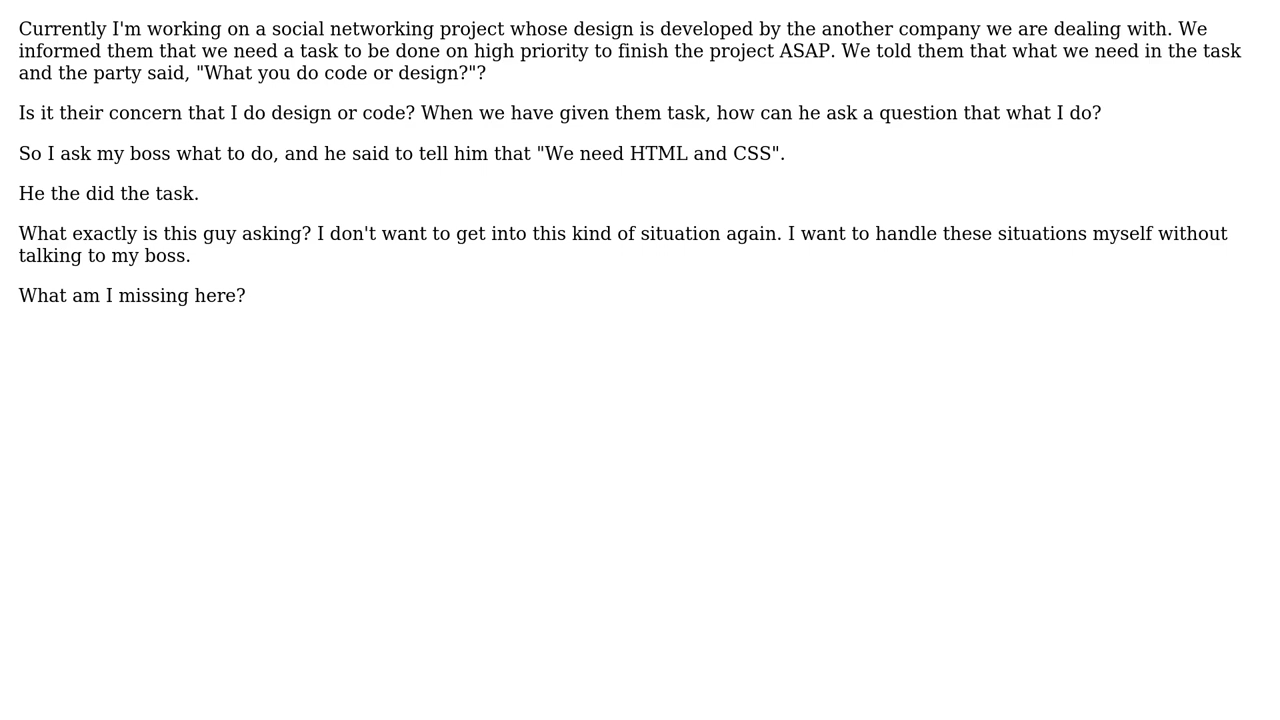 Currently I'm working on a social networking project whose design is developed by the another company we are dealing with. We
informed them that we need a task to be done on high priority to finish the project ASAP. We told them that what we need in the task
and the party said, "What you do code or design?"?
Is it their concern that I do design or code? When we have given them task, how can he ask a question that what I do?
So I ask my boss what to do, and he said to tell him that "We need HTML and CSS".
He the did the task.
What exactly is this guy asking? I don't want to get into this kind of situation again. I want to handle these situations myself without
talking to my boss.
What am I missing here?